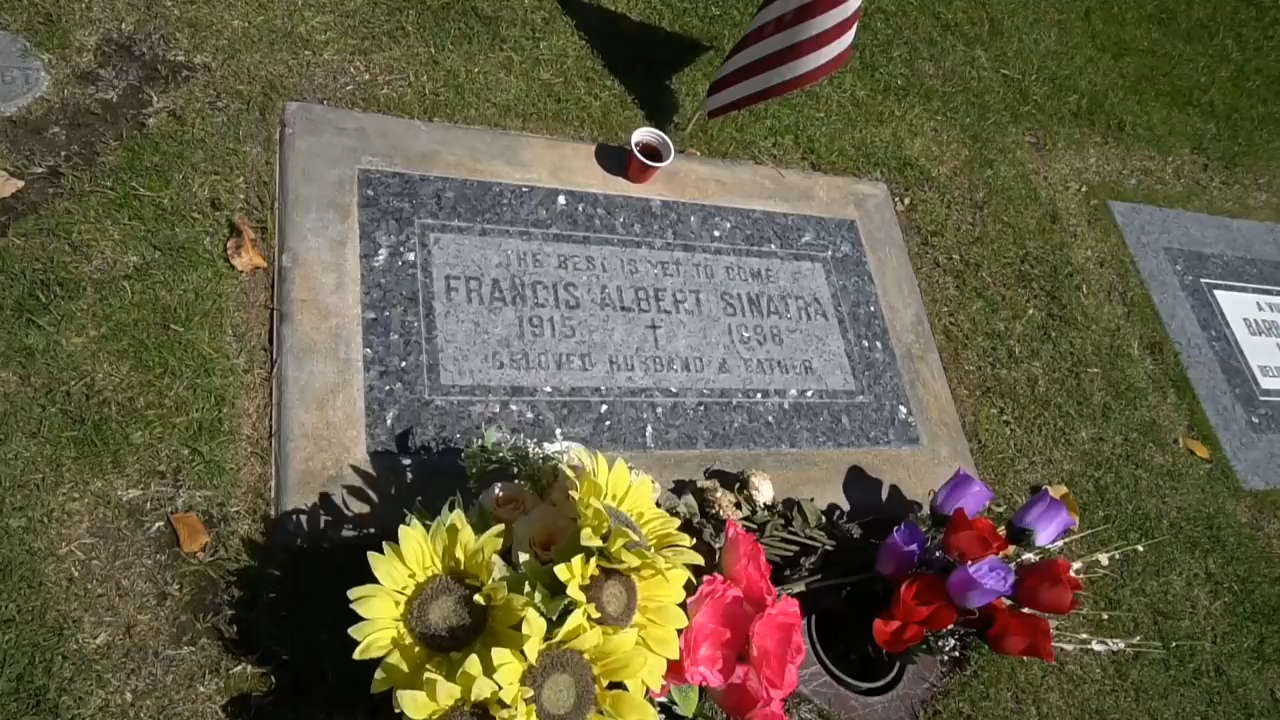 THE BEST IS YET TO COME
FRANCIS ALBERT SINATRA
1915 † 1998
BELOVED HUSBAND & FATHER